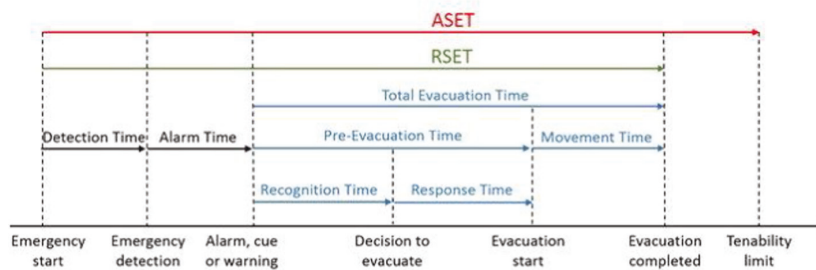 ASET
RSET
Total Evacuation Time
Detection Time
Alarm Time
Pre-Evacuation Time
Movement Time
Recognition Time
Response Time
Emergency
start
Emergency
detection
Alarm, cue
or warning
Decision to
evacuate
Evacuation
start
Evacuation
completed
Tenability
limit